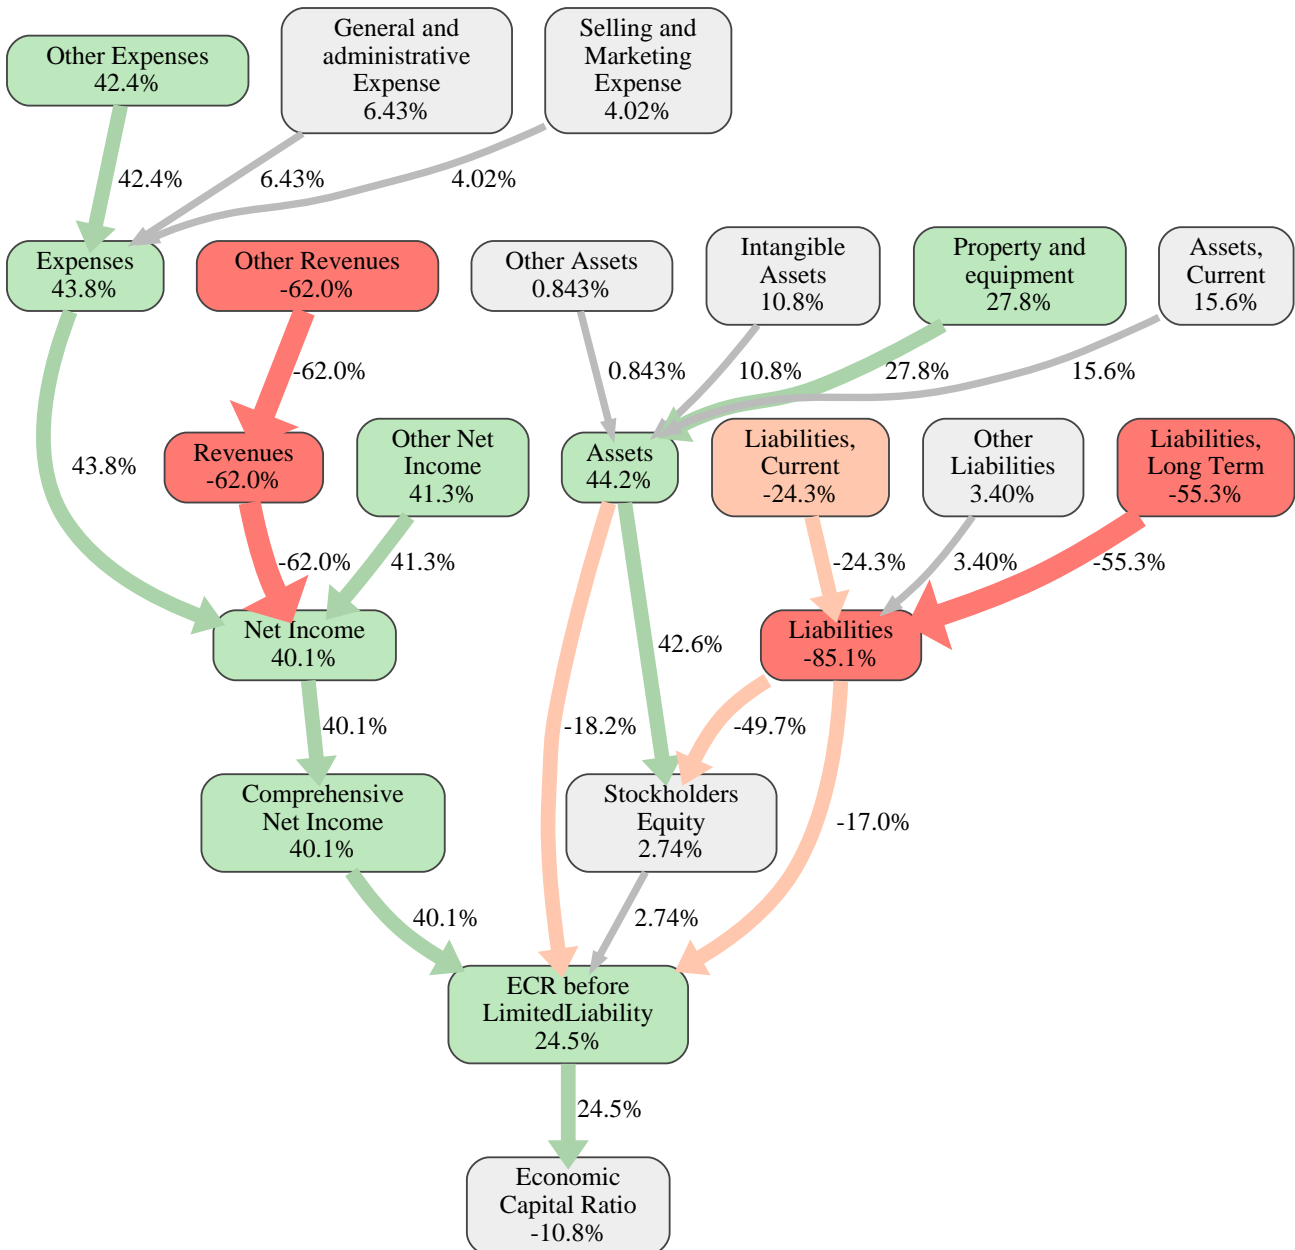 Other Expenses
42.4%
General and
administrative
Expense
6.43%
Selling and
Marketing
Expense
4.02%
42.4%
6.43%
4.02%
Expenses
43.8%
Other Revenues
-62.0%
Other Assets
0.843%
Intangible
Assets
10.8%
Property and
equipment
27.8%
Assets,
Current
15.6%
-62.0%
0.843%
10.8%
27.8%
15.6%
43.8%
Revenues
-62.0%
Other Net
Income
41.3%
Assets
44.2%
Liabilities,
Current
-24.3%
Other
Liabilities
3.40%
Liabilities,
Long Term
-55.3%
-62.0%
41.3%
-24.3%
3.40%
-55.3%
Net Income
40.1%
42.6%
Liabilities
-85.1%
40.1%
-18.2%
-49.7%
Comprehensive
Net Income
40.1%
Stockholders
Equity
2.74%
-17.0%
40.1%
2.74%
ECR before
LimitedLiability
24.5%
24.5%
Economic
Capital Ratio
-10.8%